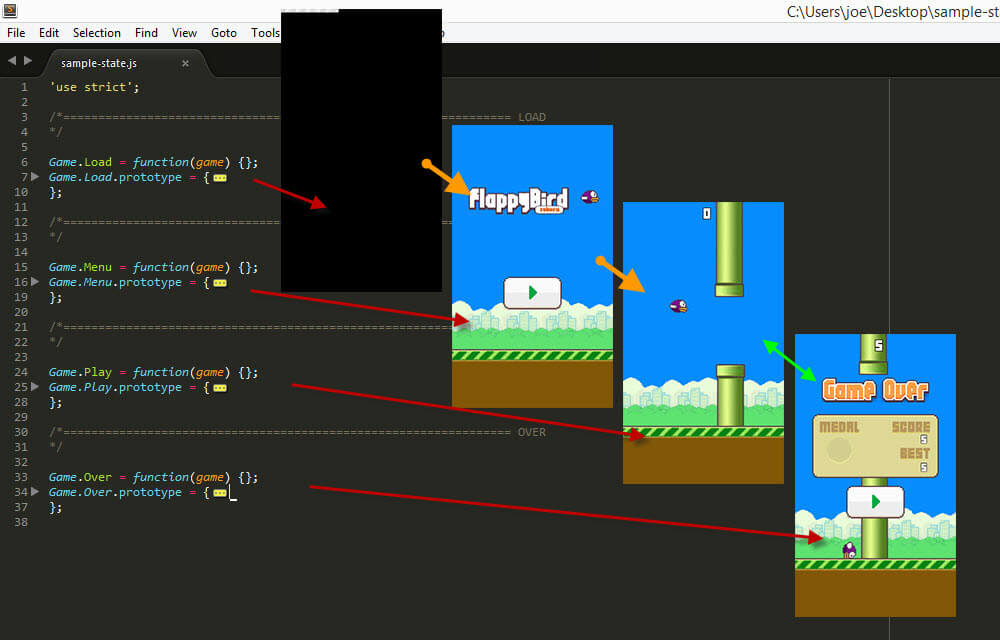 C:\Users\joe\Desktop\sample-st
File Edit Selection Find View Goto Tools
sample-state.js ×
1 'use strict';
2
3 /*================================ ================ LOAD
4 */
5
6 Game.Load = function(game) {};
7 Game.Load.prototype = {
10 };
11
12 /*================================
13 */
14
15 Game.Menu = function(game) {};
16 Game.Menu.prototype = {
19 };
20
21 /*================================
22 */
23
24 Game.Play = function(game) {};
25 Game.Play.prototype = {
28 };
29
30 /*================================================================ OVER
31 */
32
33 Game.Over = function(game) {};
34 Game.Over.prototype = {
37 };
38
FlappyBird
reborn
0
5
Game Over
MEDAL SCORE
5
BEST
5